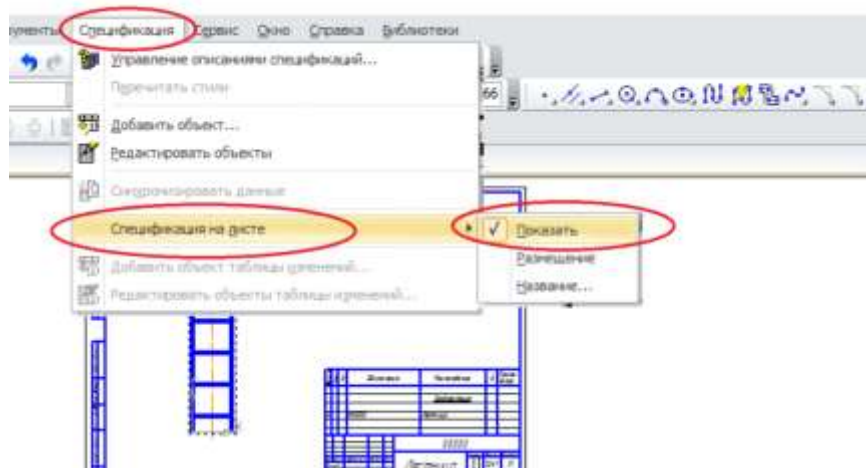 Спецификация Сервис Окно Справка Библиотеки
Управление описаниями спецификаций...
Перечитать стили
66
Добавить объект...
Редактировать объекты
Синхронизировать данные
Спецификация на листе
Показать
Размещение
Добавить объект таблицы изменений...
Название...
Редактировать объекты таблицы изменений...